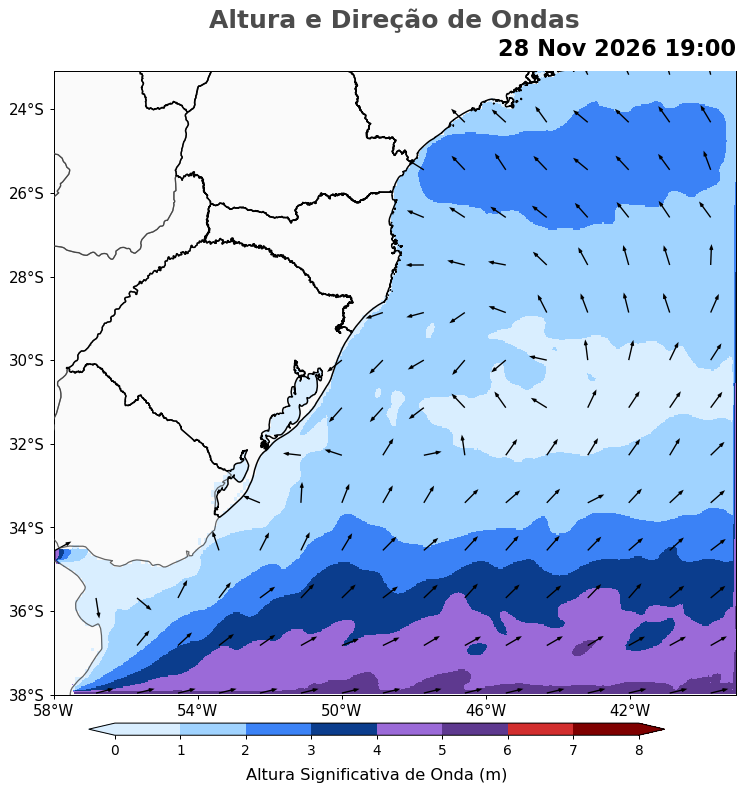 Altura e Direção de Ondas
28 Nov 2026 19:00
24°S
26°S
28°S
30°S
32°S
34°S
36°S
38°S
58°W 54°W 50°W 46°W 42°W
0 1 2 3 4 5 6 7 8
Altura Significativa de Onda (m)